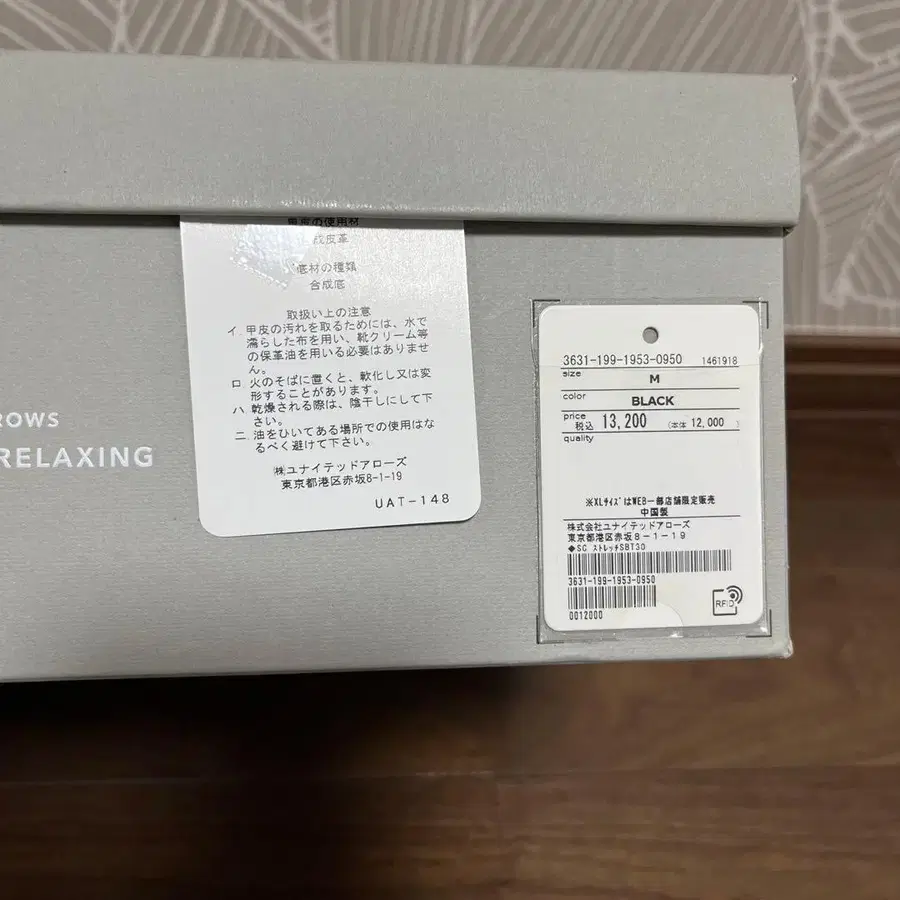 ROWS
RELAXING
甲皮の使用材
成皮革
底材の種類
合成底
取扱い上の注意
イ. 甲皮の汚れを取るためには、水で
濡らした布を用い、靴クリーム等
の保革油を用いる必要はありませ
ん。
ロ 火のそばに置くと、軟化し又は変
形することがあります。
ハ. 乾燥される際は、陰干しにして下
さい。
ニ. 油をひいてある場所での使用はな
るべく避けて下さい。
㈱ユナイテッドアローズ
東京都港区赤坂8-1-19
UAT-148
3631-199-1953-0950 1461918
size M
color BLACK
price 税込 13,200 (本体 12,000 )
quality
※XLサイズはWEB一部店舗限定販売
中国製
株式会社ユナイテッドアローズ
東京都港区赤坂8-1-19
◆SC ストレッチSBT30
3631-199-1953-0950
0012000
RFID